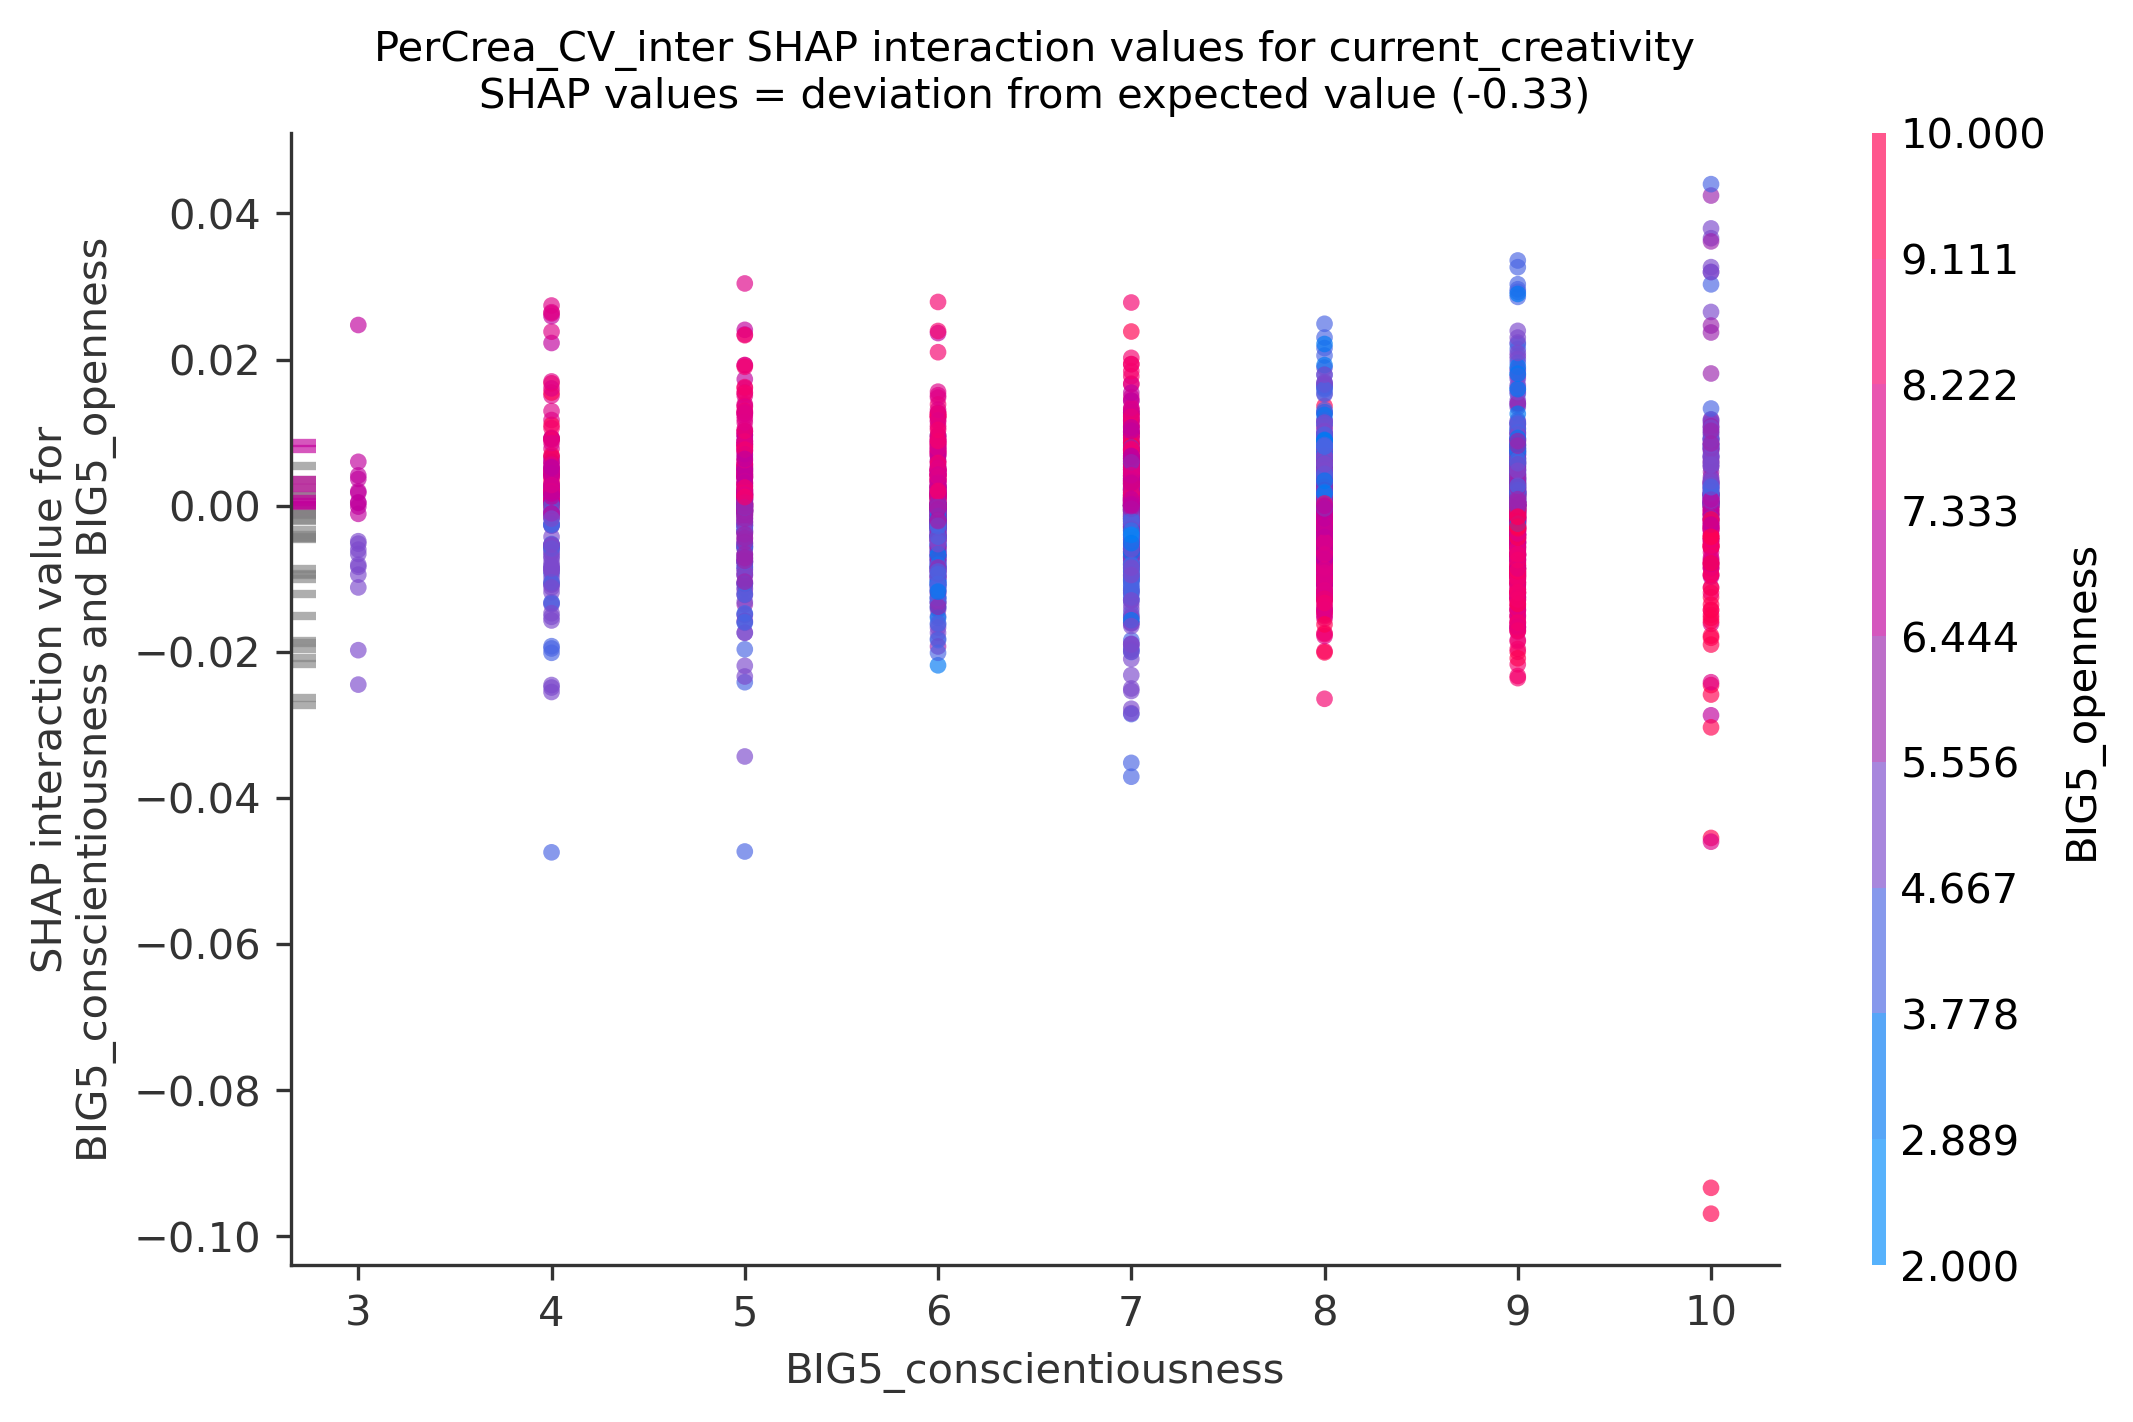 PerCrea_CV_inter SHAP interaction values for current_creativity
SHAP values = deviation from expected value (-0.33)
SHAP interaction value for
BIG5_conscientiousness and BIG5_openness
0.04
0.02
0.00
−0.02
−0.04
−0.06
−0.08
−0.10
3 4 5 6 7 8 9 10
BIG5_conscientiousness
10.000
9.111
8.222
7.333
6.444
5.556
4.667
3.778
2.889
2.000
BIG5_openness